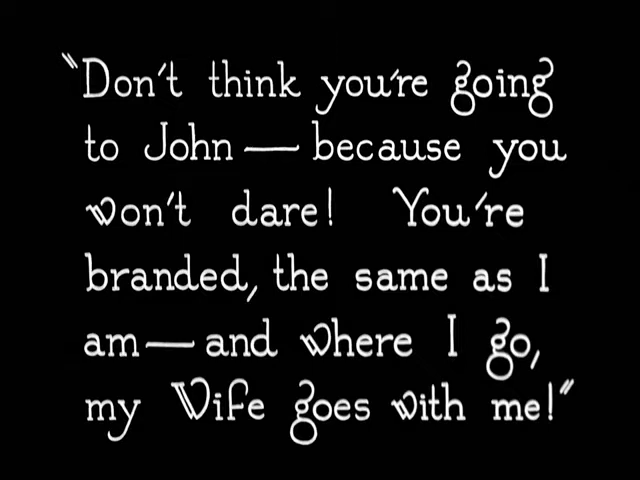 "Don't think you're going
to John — because you
won't dare! You're
branded, the same as I
am — and where I go,
my Wife goes with me!"